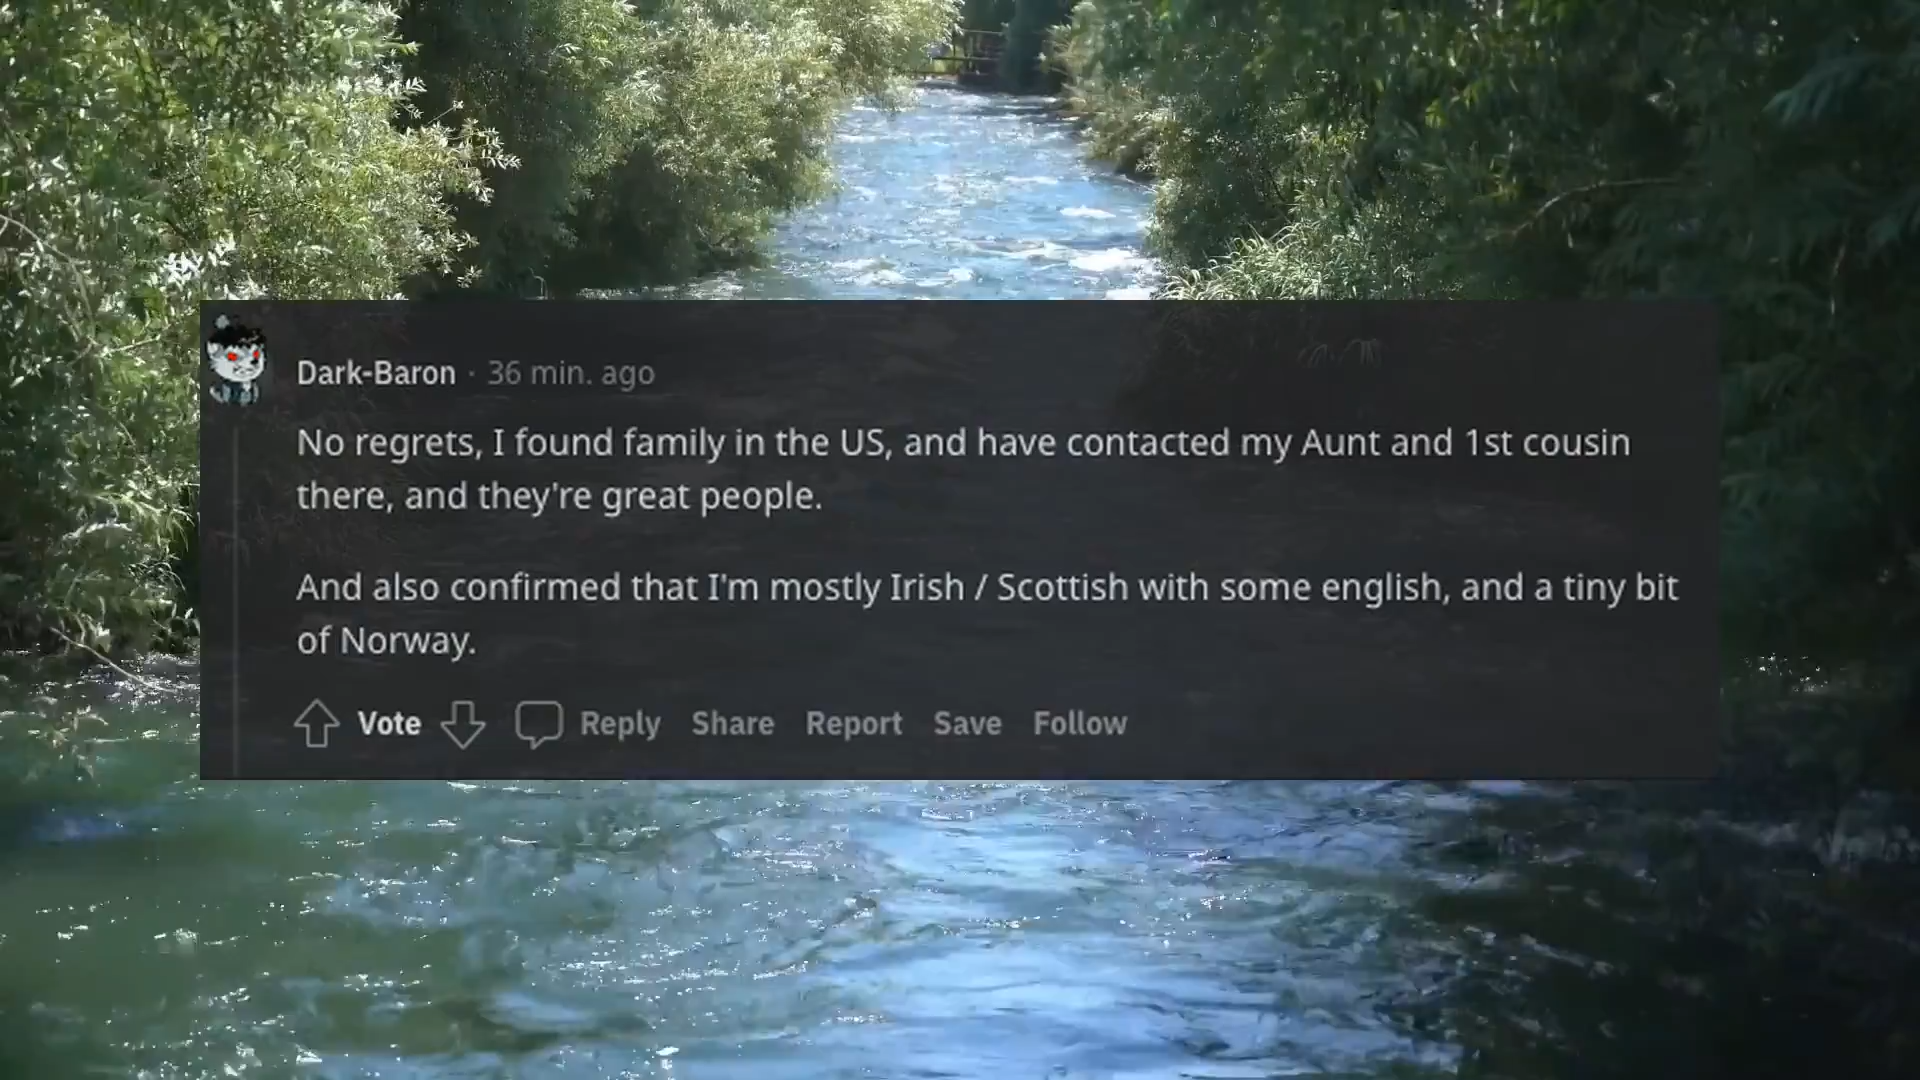 Dark-Baron · 36 min. ago
No regrets, I found family in the US, and have contacted my Aunt and 1st cousin
there, and they're great people.
And also confirmed that I'm mostly Irish / Scottish with some english, and a tiny bit
of Norway.
Vote Reply Share Report Save Follow